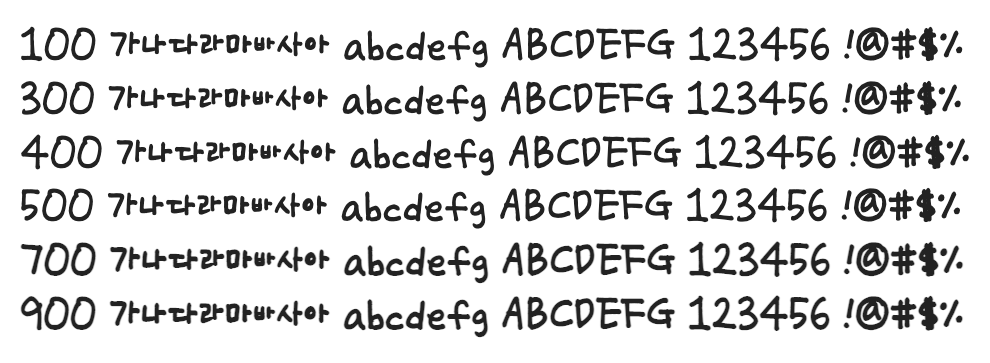 100 가나다라마바사아 abcdefg ABCDEFG 123456 !@#$%
300 가나다라마바사아 abcdefg ABCDEFG 123456 !@#$%
400 가나다라마바사아 abcdefg ABCDEFG 123456 !@#$%
500 가나다라마바사아 abcdefg ABCDEFG 123456 !@#$%
700 가나다라마바사아 abcdefg ABCDEFG 123456 !@#$%
900 가나다라마바사아 abcdefg ABCDEFG 123456 !@#$%